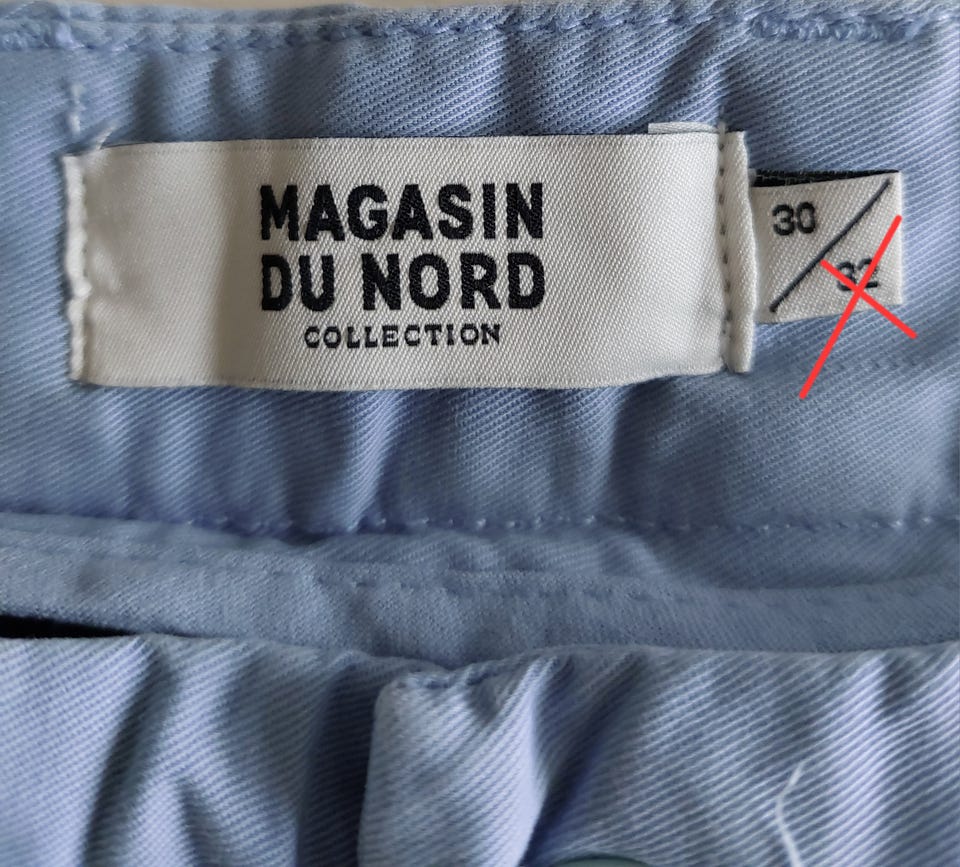 MAGASIN
DU NORD
COLLECTION
30
32